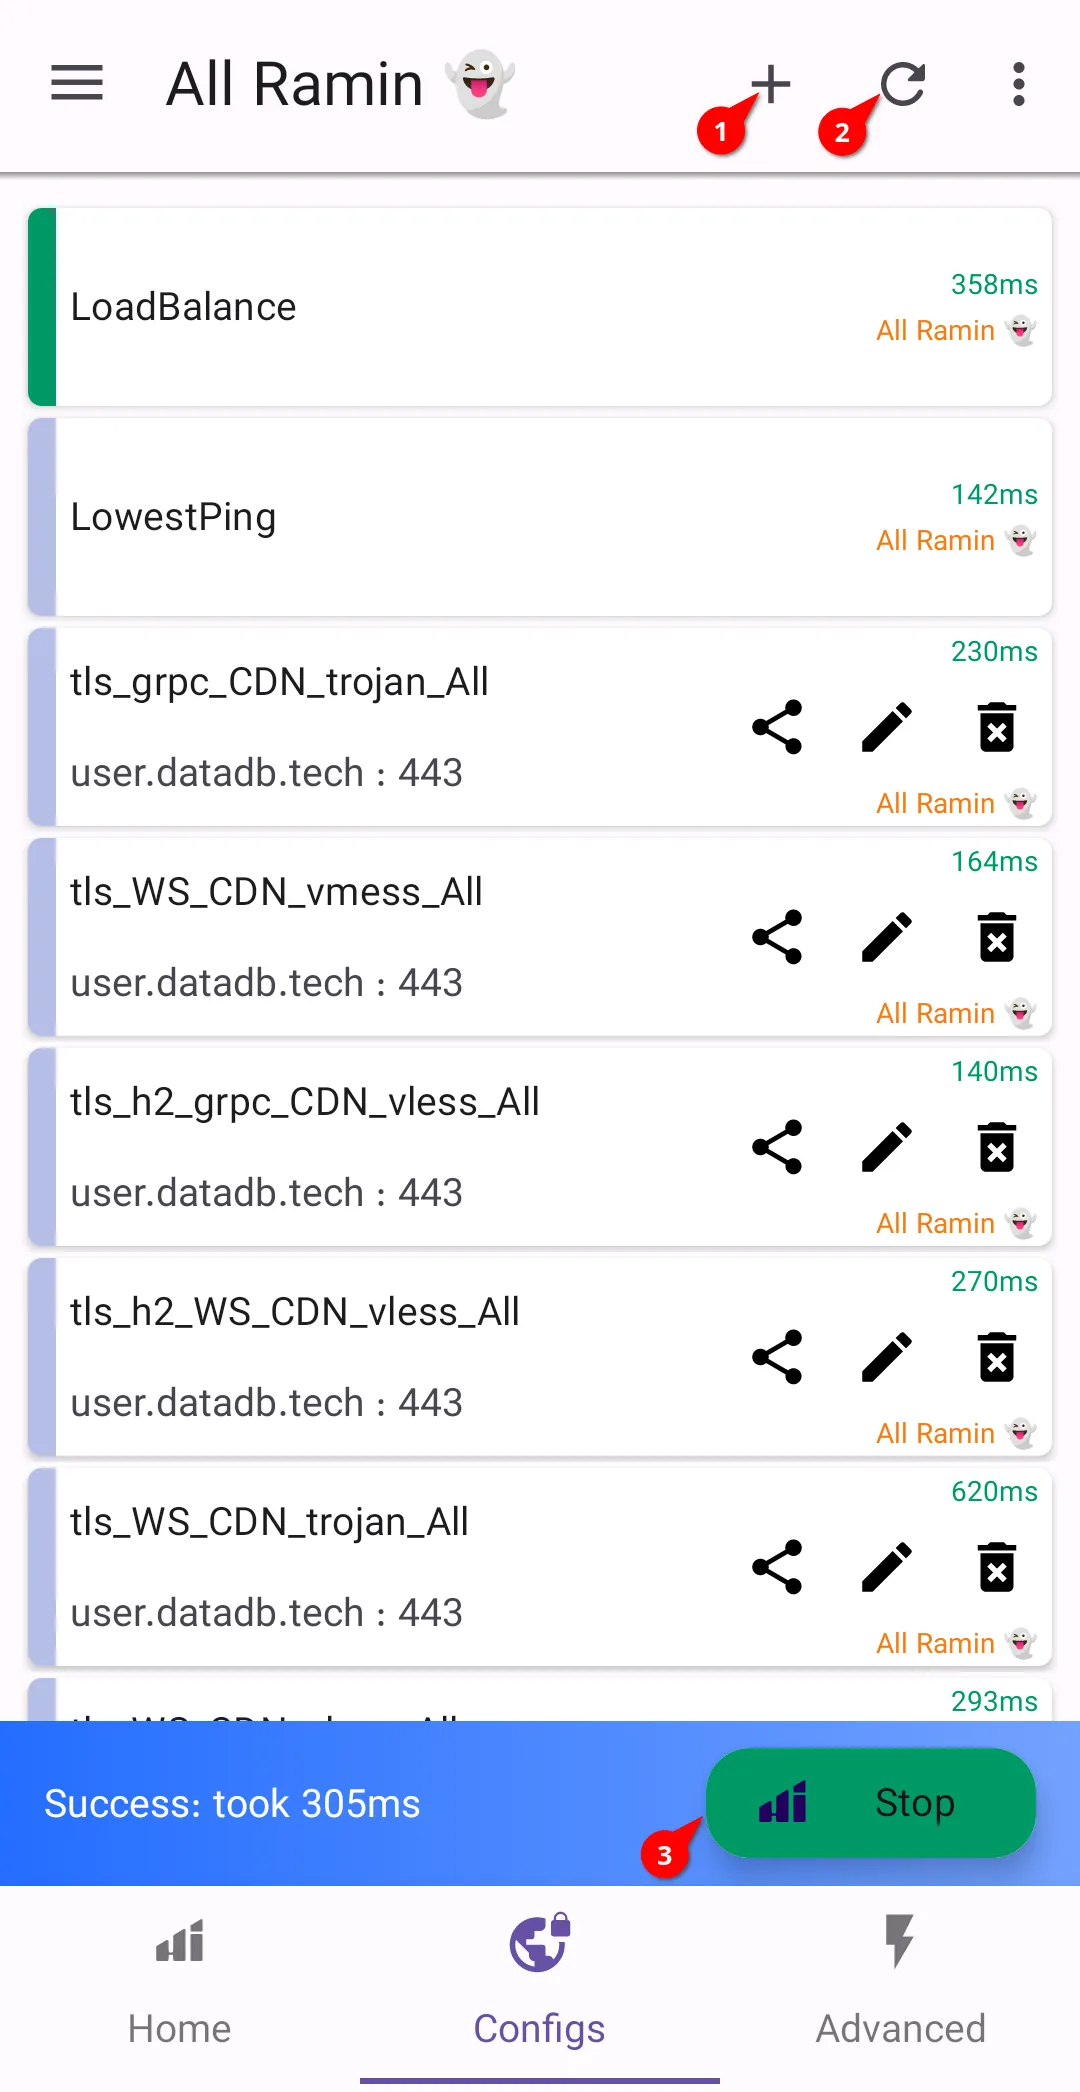 All Ramin 👻
1
2
LoadBalance
358ms
All Ramin 👻
LowestPing
142ms
All Ramin 👻
tls_grpc_CDN_trojan_All
230ms
user.datadb.tech : 443
All Ramin 👻
tls_WS_CDN_vmess_All
164ms
user.datadb.tech : 443
All Ramin 👻
tls_h2_grpc_CDN_vless_All
140ms
user.datadb.tech : 443
All Ramin 👻
tls_h2_WS_CDN_vless_All
270ms
user.datadb.tech : 443
All Ramin 👻
tls_WS_CDN_trojan_All
620ms
user.datadb.tech : 443
All Ramin 👻
293ms
Success: took 305ms
Stop
3
Home
Configs
Advanced